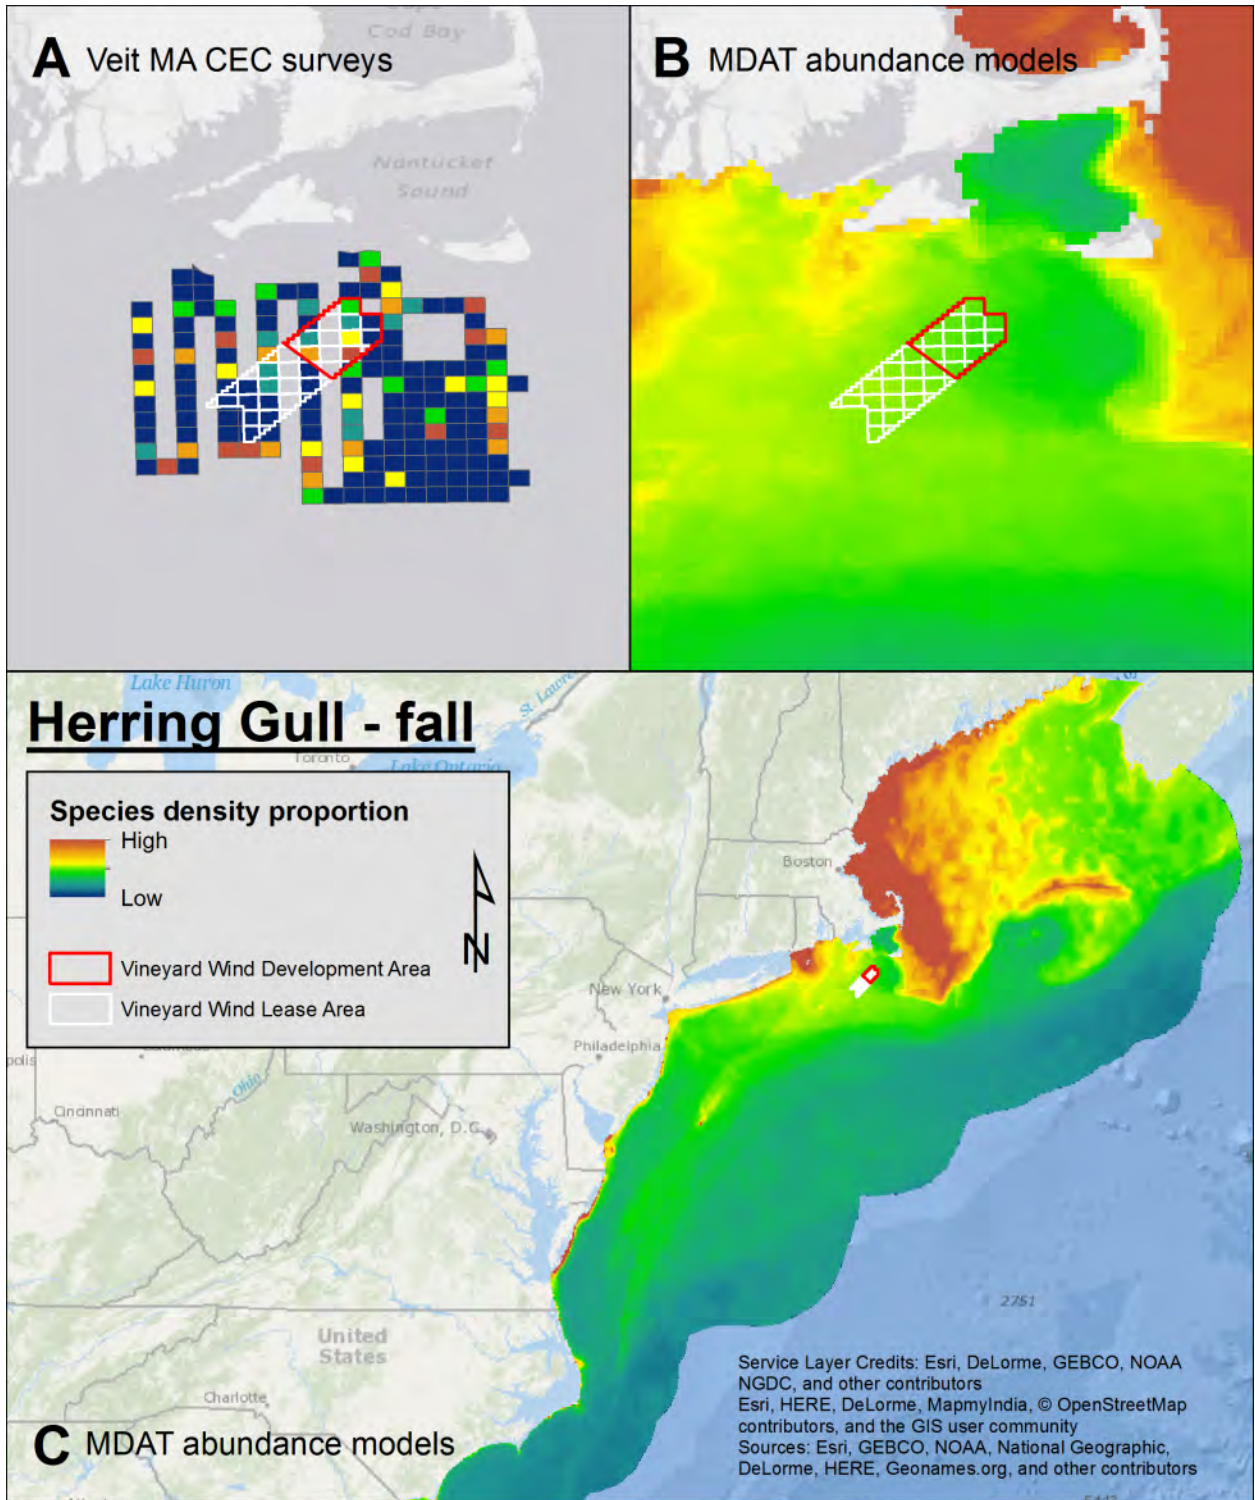 Cape
Cod Bay
A Veit MA CEC surveys
Nantucket
Sound
B MDAT abundance models
Lake Huron
St. Lawre
Herring Gull - fall
Toronto
Lake Ontario
Species density proportion
High
Low
Vineyard Wind Development Area
Vineyard Wind Lease Area
N
Boston
New York
Philadelphia
polis
Columbus
Ohio
Cincinnati
Washington, D.C.
2751
United
States
Charlotte
C MDAT abundance models
Service Layer Credits: Esri, DeLorme, GEBCO, NOAA
NGDC, and other contributors
Esri, HERE, DeLorme, MapmyIndia, © OpenStreetMap
contributors, and the GIS user community
Sources: Esri, GEBCO, NOAA, National Geographic,
DeLorme, HERE, Geonames.org, and other contributors